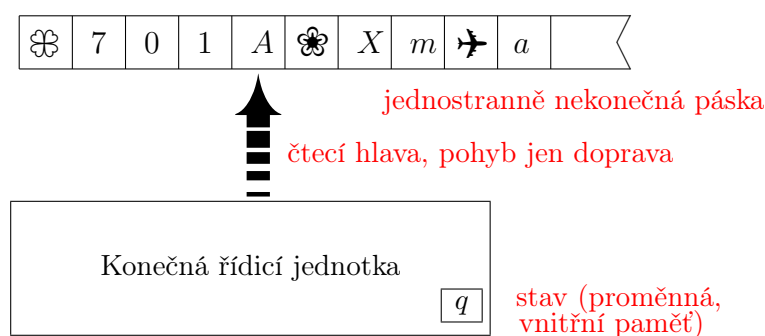 7 0 1 A X m a
jednostranně nekonečná páska
čtecí hlava, pohyb jen doprava
Konečná řídicí jednotka
q
stav (proměnná,
vnitřní paměť)